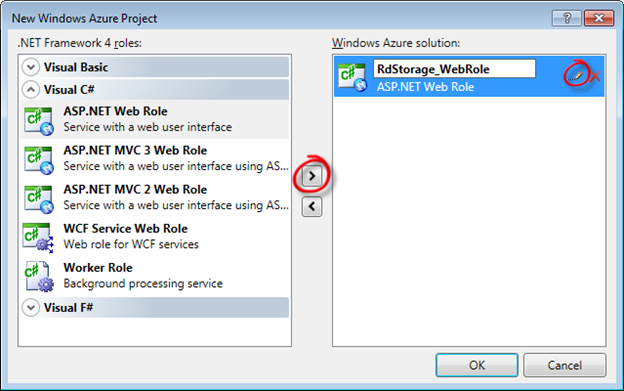 New Windows Azure Project
.NET Framework 4 roles:
Visual Basic
Visual C#
ASP.NET Web Role
Service with a web user interface
ASP.NET MVC 3 Web Role
Service with a web user interface using AS...
ASP.NET MVC 2 Web Role
Service with a web user interface using AS...
WCF Service Web Role
Web role for WCF services
Worker Role
Background processing service
Visual F#
Windows Azure solution:
RdStorage_WebRole
ASP.NET Web Role
OK
Cancel